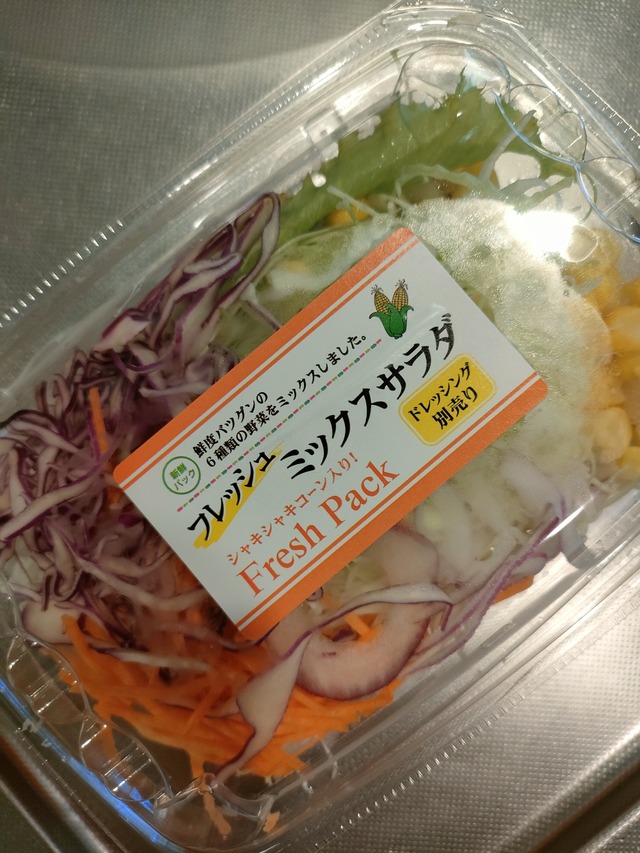 鮮度バツグンの
6種類の野菜をミックスしました。
新鮮
パック
フレッシュ
ミックスサラダ
ドレッシング
別売り
シャキシャキコーン入り!
Fresh Pack